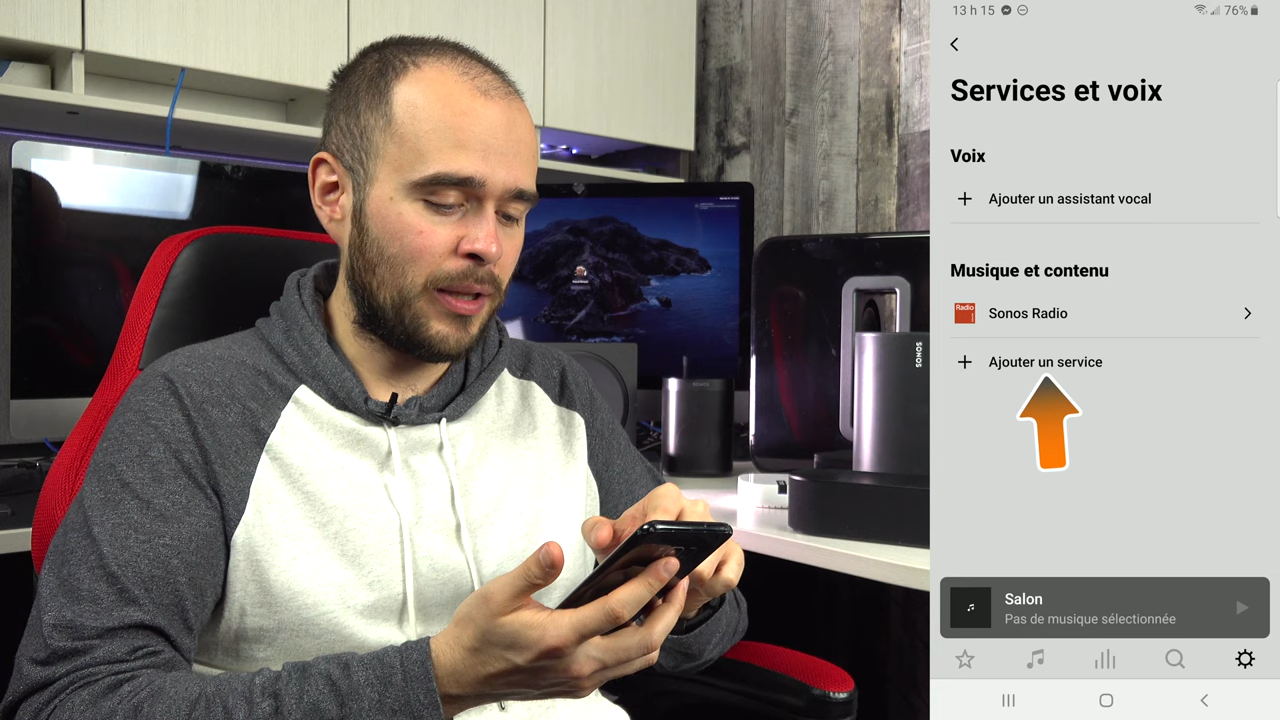 13 h 15
76%
Services et voix
Voix
Ajouter un assistant vocal
Musique et contenu
Radio
Sonos Radio
Ajouter un service
Salon
Pas de musique sélectionnée
SONOS
SONOS